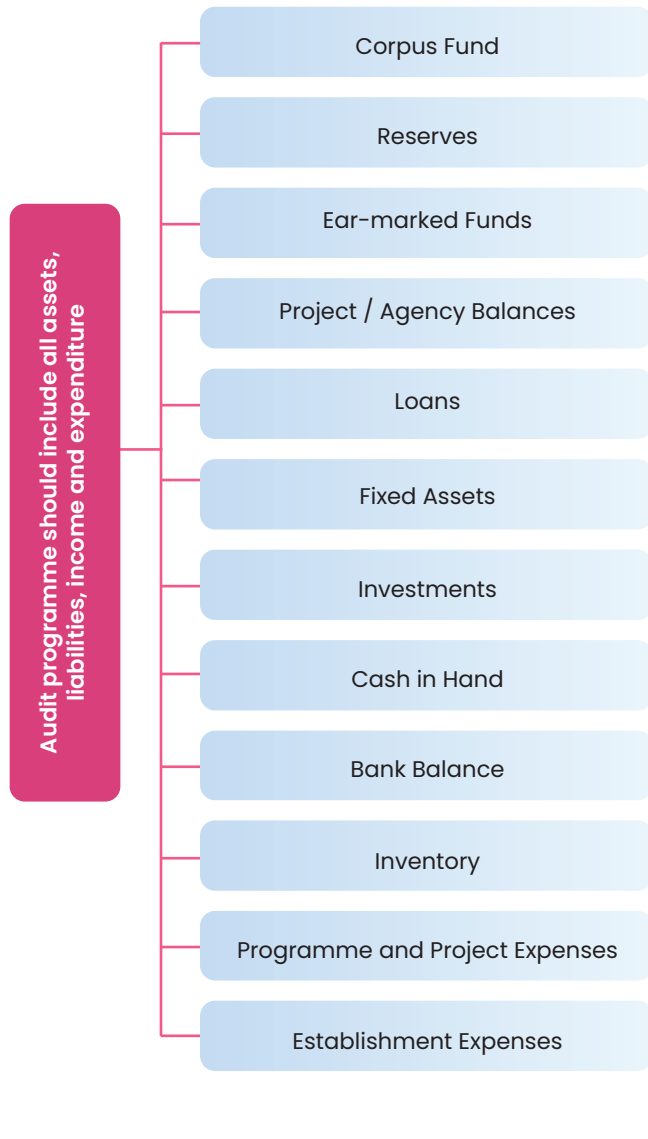 Audit programme should include all assets,
liabilities, income and expenditure
Corpus Fund
Reserves
Ear-marked Funds
Project / Agency Balances
Loans
Fixed Assets
Investments
Cash in Hand
Bank Balance
Inventory
Programme and Project Expenses
Establishment Expenses